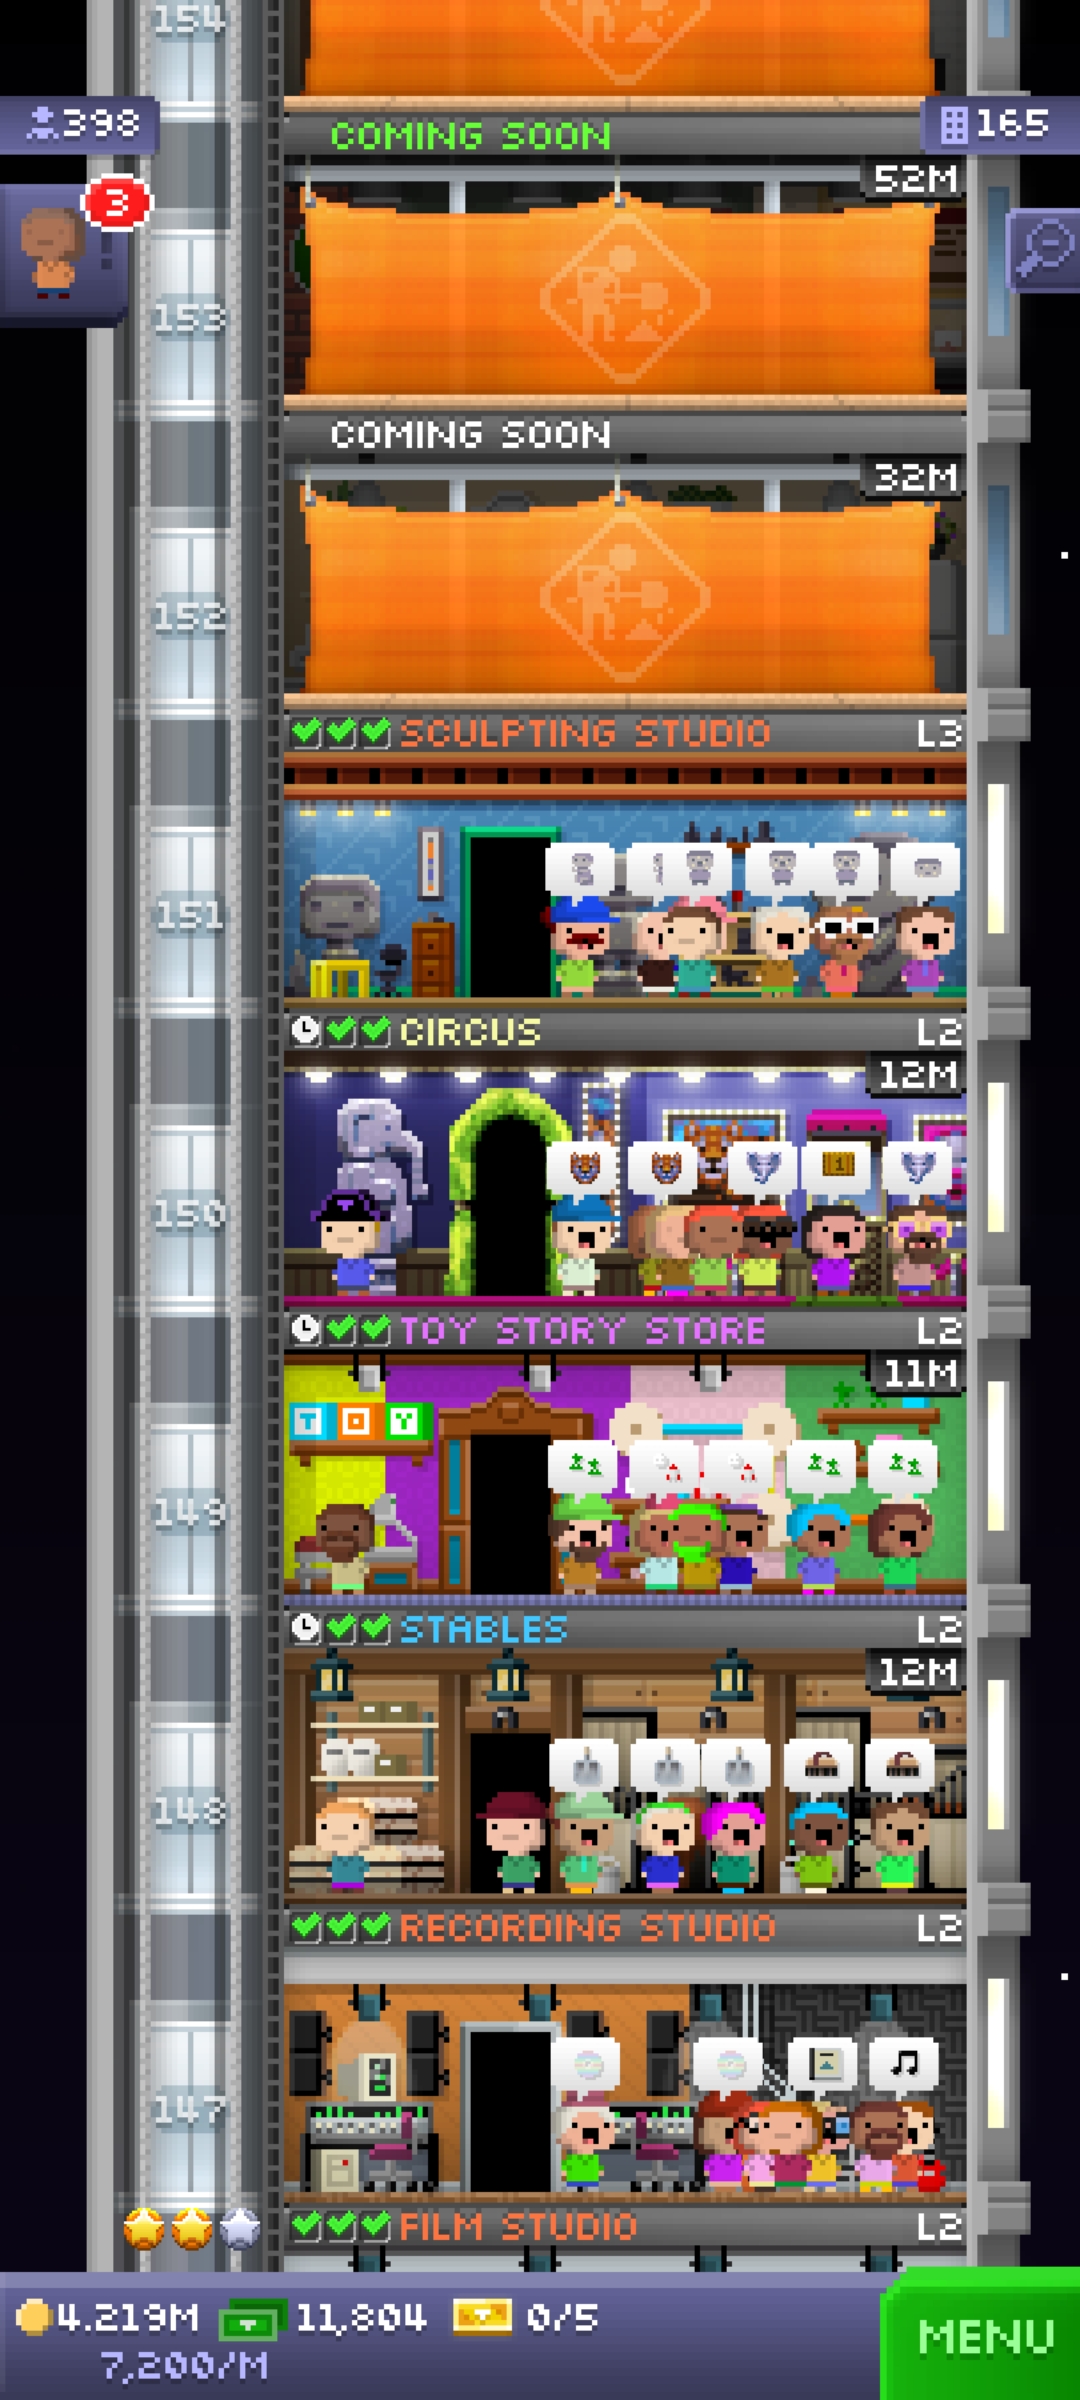 154
398
165
COMING SOON
52M
3
153
COMING SOON
32M
152
SCULPTING STUDIO L3
151
CIRCUS L2
12M
1
150
TOY STORY STORE L2
11M
T O Y
149
STABLES L2
12M
148
RECORDING STUDIO L2
147
FILM STUDIO L2
4.219M 11,804 0/5
7,200/M
MENU